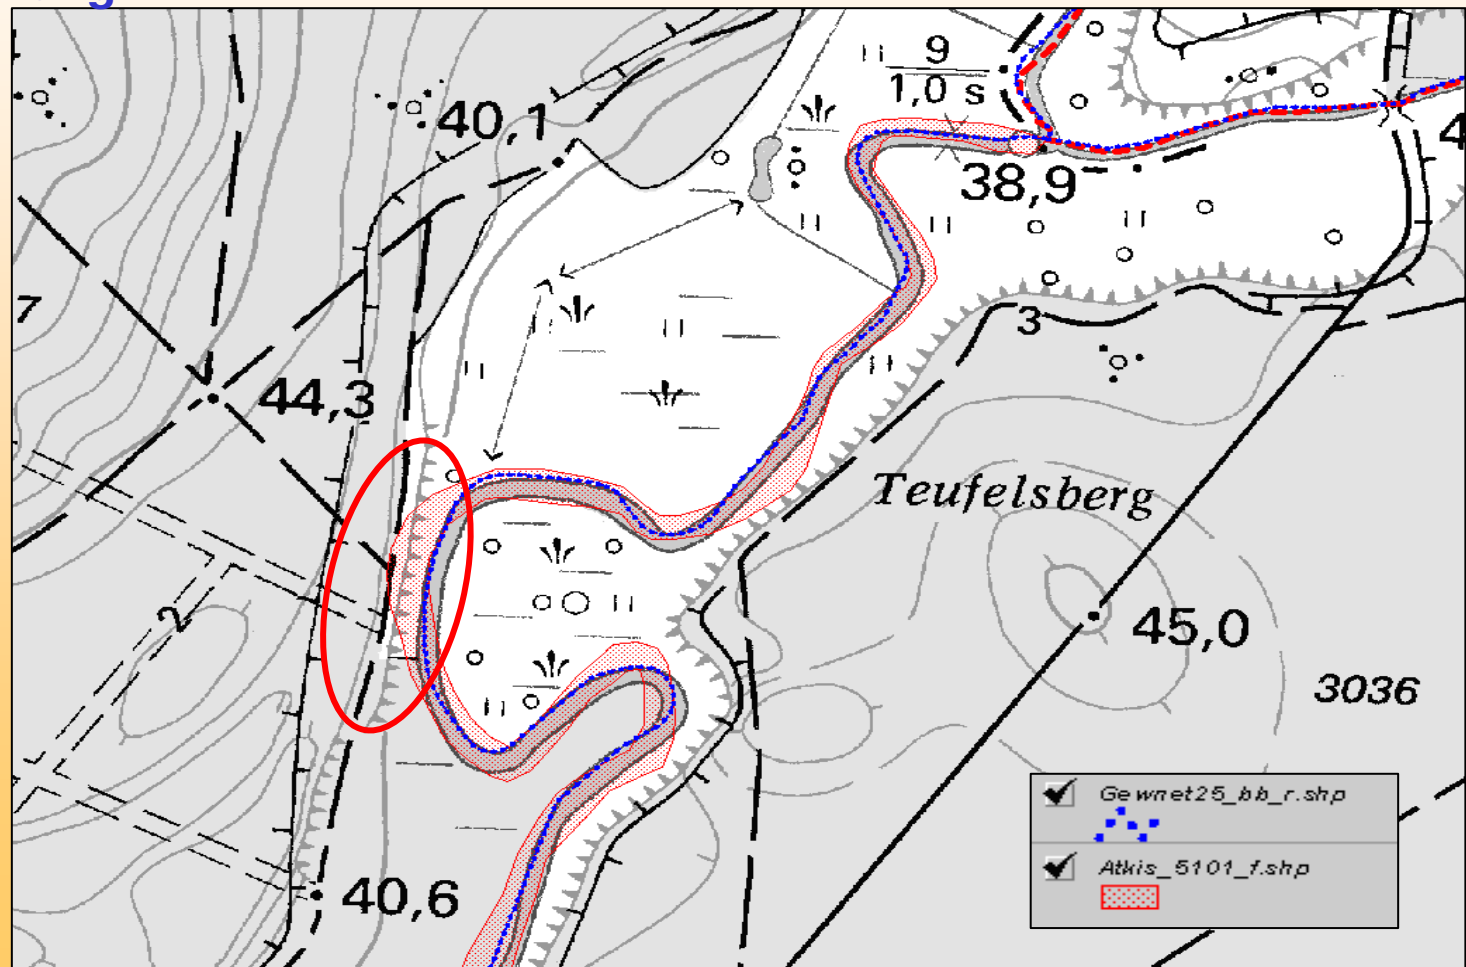 9
1,0 s
40,1
38,9
7
3
44,3
Teufelsberg
2
45,0
3036
Gewnet25_bb_r.shp
Atkis_5101_f.shp
40,6